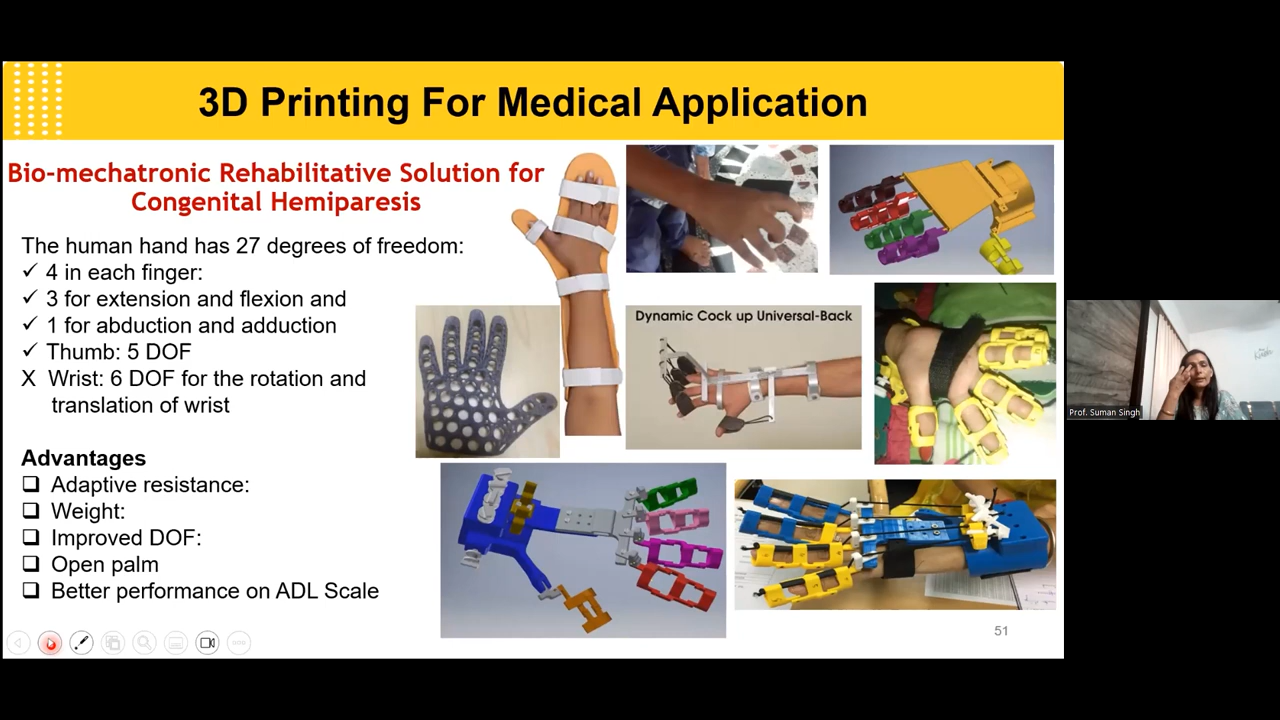 3D Printing For Medical Application
Bio-mechatronic Rehabilitative Solution for
Congenital Hemiparesis
The human hand has 27 degrees of freedom:
✓ 4 in each finger:
✓ 3 for extension and flexion and
✓ 1 for abduction and adduction
✓ Thumb: 5 DOF
X Wrist: 6 DOF for the rotation and
translation of wrist
Advantages
❑ Adaptive resistance:
❑ Weight:
❑ Improved DOF:
❑ Open palm
❑ Better performance on ADL Scale
Dynamic Cock up Universal-Back
51
Prof. Suman Singh